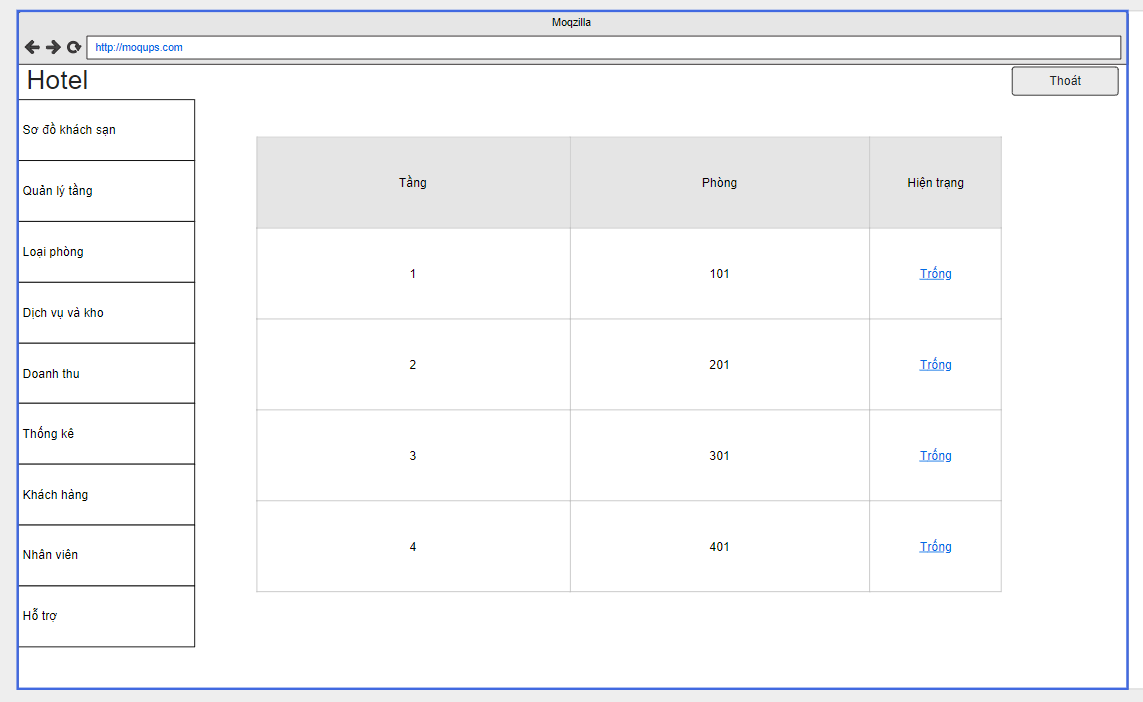 Moqzilla
http://moqups.com
Hotel
Thoát
Sơ đồ khách sạn
Quản lý tầng
Loại phòng
Dịch vụ và kho
Doanh thu
Thống kê
Khách hàng
Nhân viên
Hỗ trợ
Tầng Phòng Hiện trạng
1 101 Trống
2 201 Trống
3 301 Trống
4 401 Trống